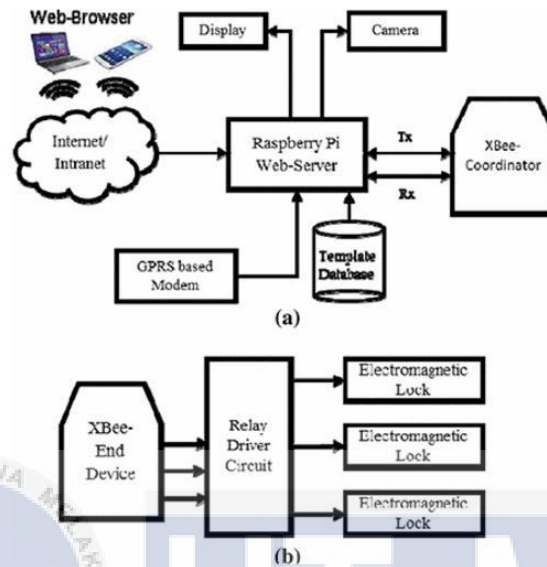 Web-Browser
Display
Camera
Internet/
Intranet
Raspberry Pi
Web-Server
Tx
Rx
XBee-
Coordinator
GPRS based
Modem
Template
Database
(a)
XBee-
End
Device
Relay
Driver
Circuit
Electromagnetic
Lock
Electromagnetic
Lock
Electromagnetic
Lock
(b)